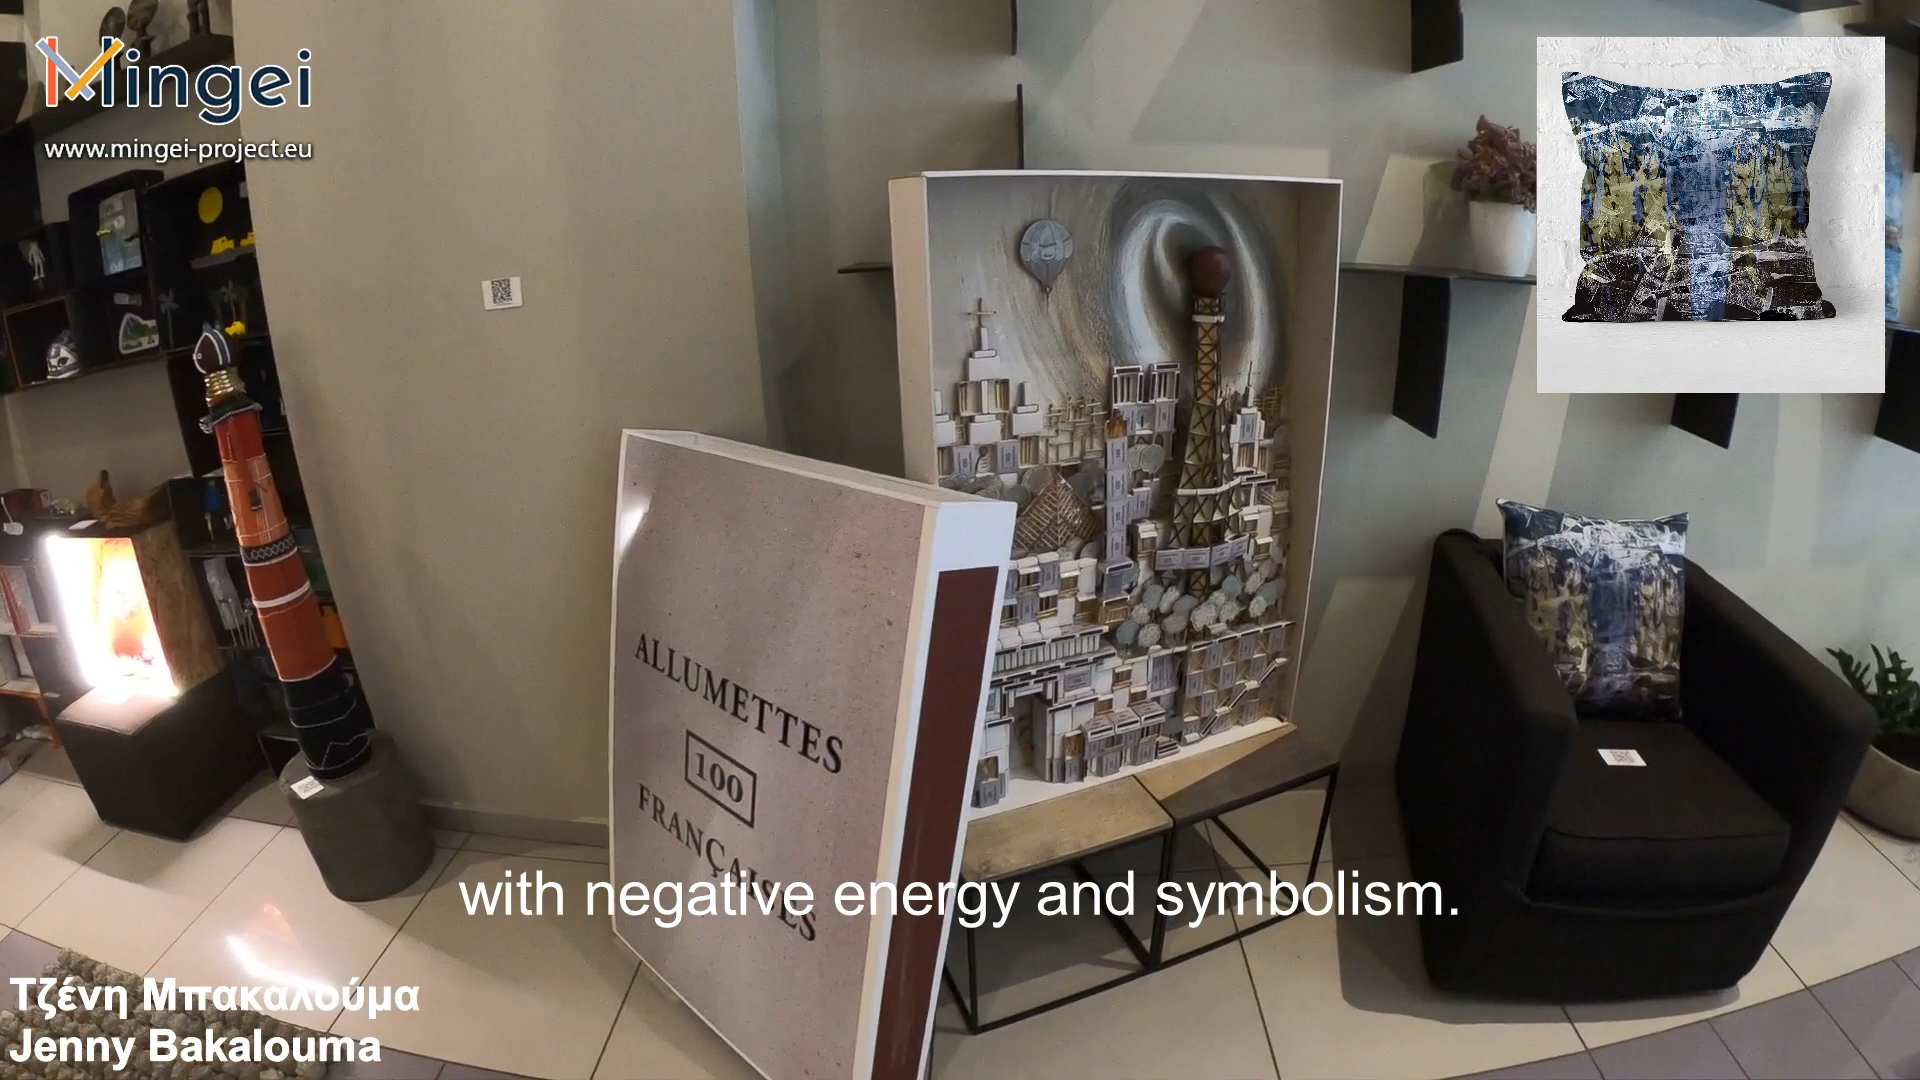 Mingei
www.mingei-project.eu
ALLUMETTES
100
FRANÇAISES
with negative energy and symbolism.
Τζένη Μπακαλούμα
Jenny Bakalouma